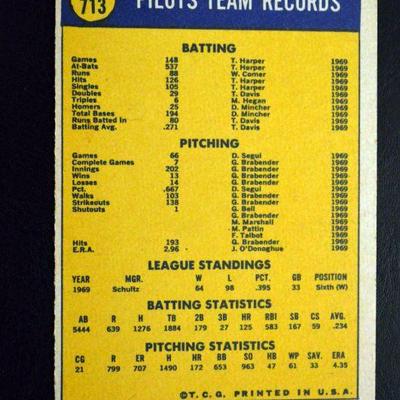 713 PILOTS TEAM RECORDS
BATTING
Games 148 T. Harper 1969
At-Bats 537 T. Harper 1969
Runs 88 W. Comer 1969
Hits 126 T. Harper 1969
Singles 105 T. Harper 1969
Doubles 29 T. Davis 1969
Triples 6 M. Hegan 1969
Homers 25 D. Mincher 1969
Total Bases 194 D. Mincher 1969
Runs Batted In 80 T. Davis 1969
Batting Avg. .271 T. Davis 1969
PITCHING
Games 66 D. Segui 1969
Complete Games 7 G. Brabender 1969
Innings 202 G. Brabender 1969
Wins 13 G. Brabender 1969
Losses 14 G. Brabender 1969
Pct. .667 D. Segui 1969
Walks 103 G. Brabender 1969
Strikeouts 138 G. Brabender 1969
Shutouts 1 G. Bell 1969
G. Brabender 1969
M. Marshall 1969
M. Pattin 1969
F. Talbot 1969
Hits 193 G. Brabender 1969
E.R.A. 2.96 J. O'Donoghue 1969
LEAGUE STANDINGS
YEAR MGR. W L PCT. GB POSITION
1969 Schultz 64 98 .395 33 Sixth (W)
BATTING STATISTICS
AB R H TB 2B 3B HR RBI SB SS AVG.
5444 639 1276 1884 179 27 125 583 167 59 .234
PITCHING STATISTICS
CG R ER H HR BB SO HB WP SAV. ERA
21 799 707 1490 172 653 963 47 61 33 4.35
©T.C.G. PRINTED IN U.S.A.